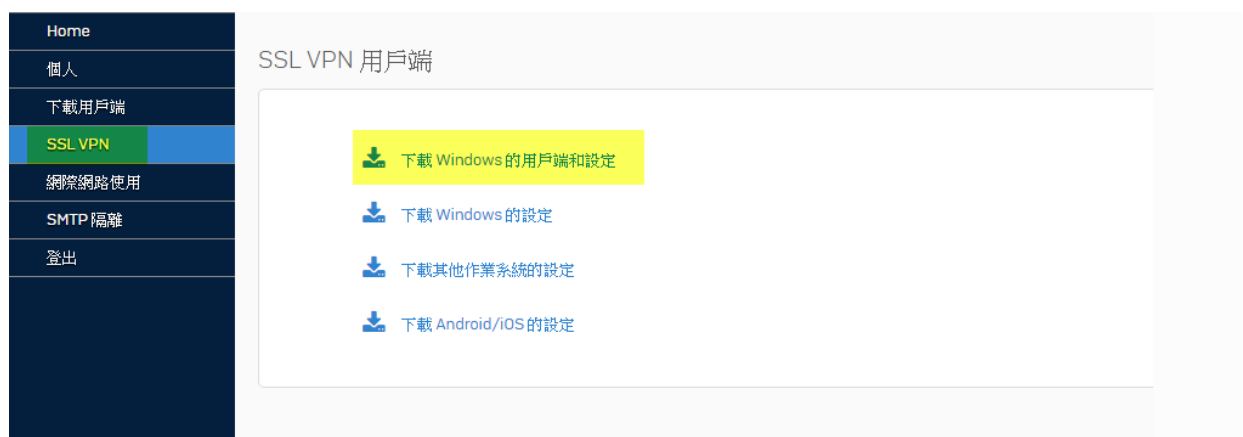 Home
個人
下載用戶端
SSL VPN
網際網路使用
SMTP 隔離
登出
SSL VPN 用戶端
下載 Windows 的用戶端和設定
下載 Windows 的設定
下載其他作業系統的設定
下載 Android/iOS 的設定